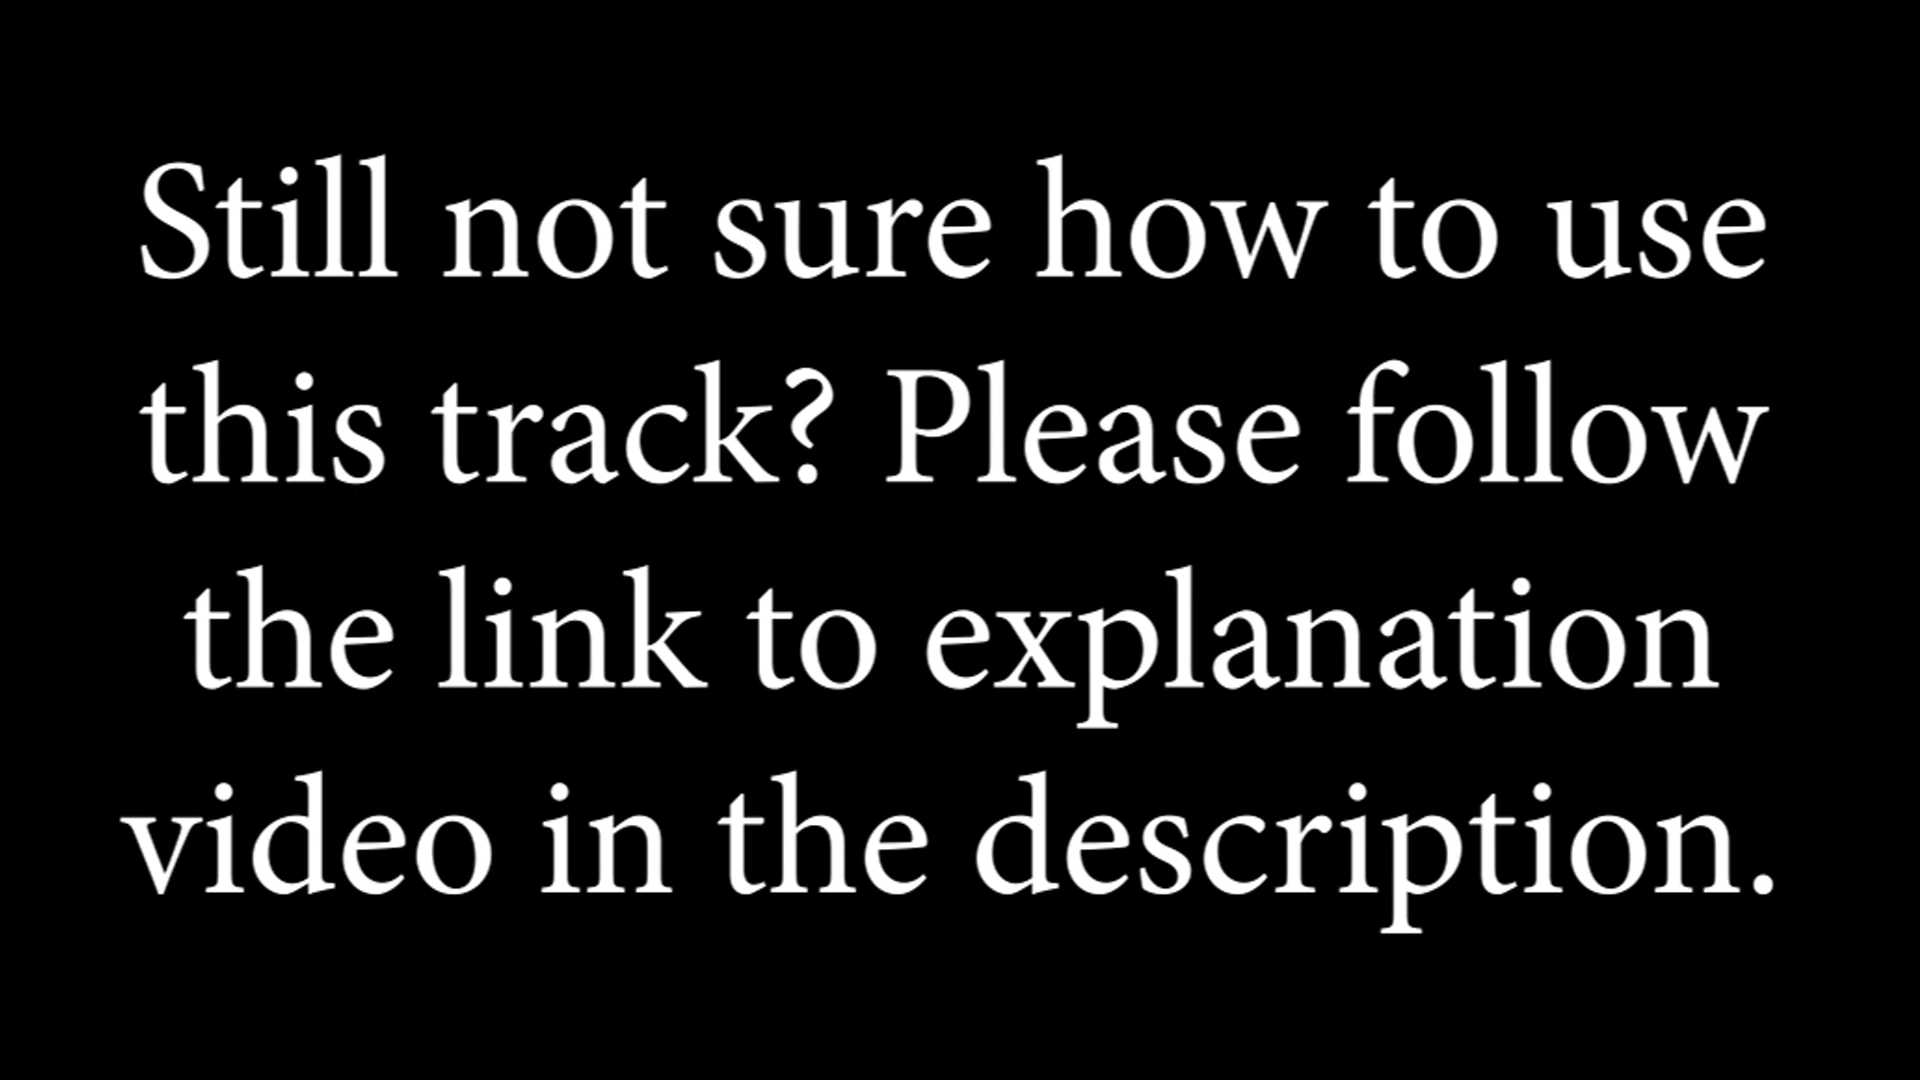 Still not sure how to use
this track? Please follow
the link to explanation
video in the description.